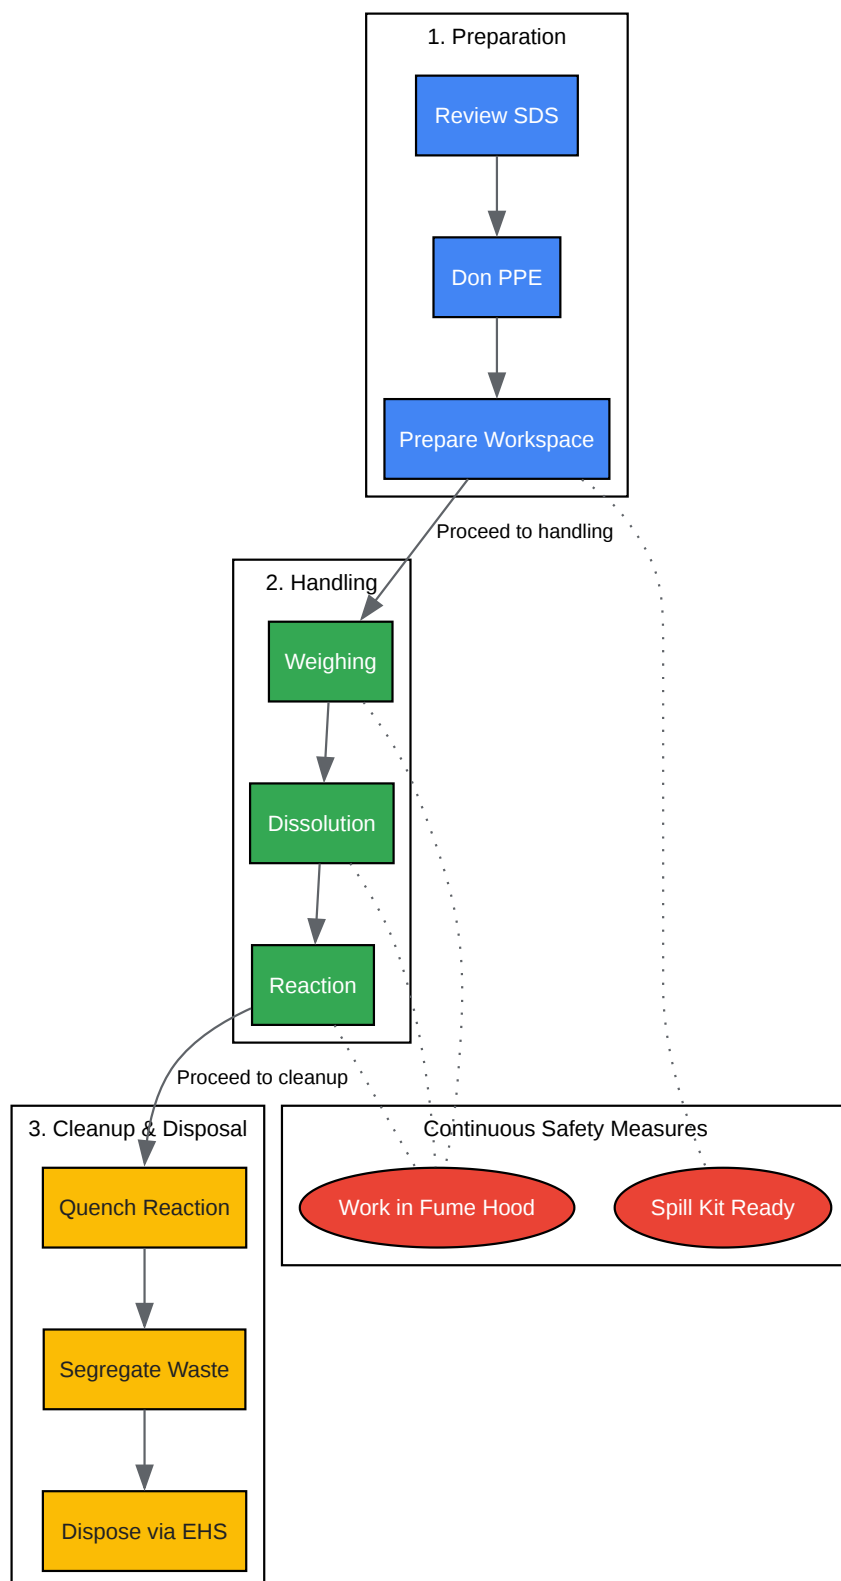 1. Preparation
Review SDS
Don PPE
Prepare Workspace
Proceed to handling
2. Handling
Weighing
Dissolution
Reaction
Proceed to cleanup
3. Cleanup & Disposal
Quench Reaction
Segregate Waste
Dispose via EHS
Continuous Safety Measures
Work in Fume Hood
Spill Kit Ready